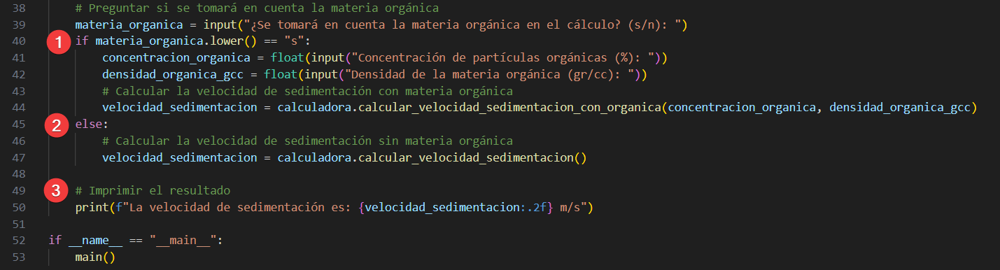 38 # Preguntar si se tomará en cuenta la materia orgánica
39 materia_organica = input("¿Se tomará en cuenta la materia orgánica en el cálculo? (s/n): ")
1 40 if materia_organica.lower() == "s":
41 concentracion_organica = float(input("Concentración de partículas orgánicas (%): "))
42 densidad_organica_gcc = float(input("Densidad de la materia orgánica (gr/cc): "))
43 # Calcular la velocidad de sedimentación con materia orgánica
44 velocidad_sedimentacion = calculadora.calcular_velocidad_sedimentacion_con_organica(concentracion_organica, densidad_organica_gcc)
2 45 else:
46 # Calcular la velocidad de sedimentación sin materia orgánica
47 velocidad_sedimentacion = calculadora.calcular_velocidad_sedimentacion()
48
3 49 # Imprimir el resultado
50 print(f"La velocidad de sedimentación es: {velocidad_sedimentacion:.2f} m/s")
51
52 if __name__ == "__main__":
53 main()